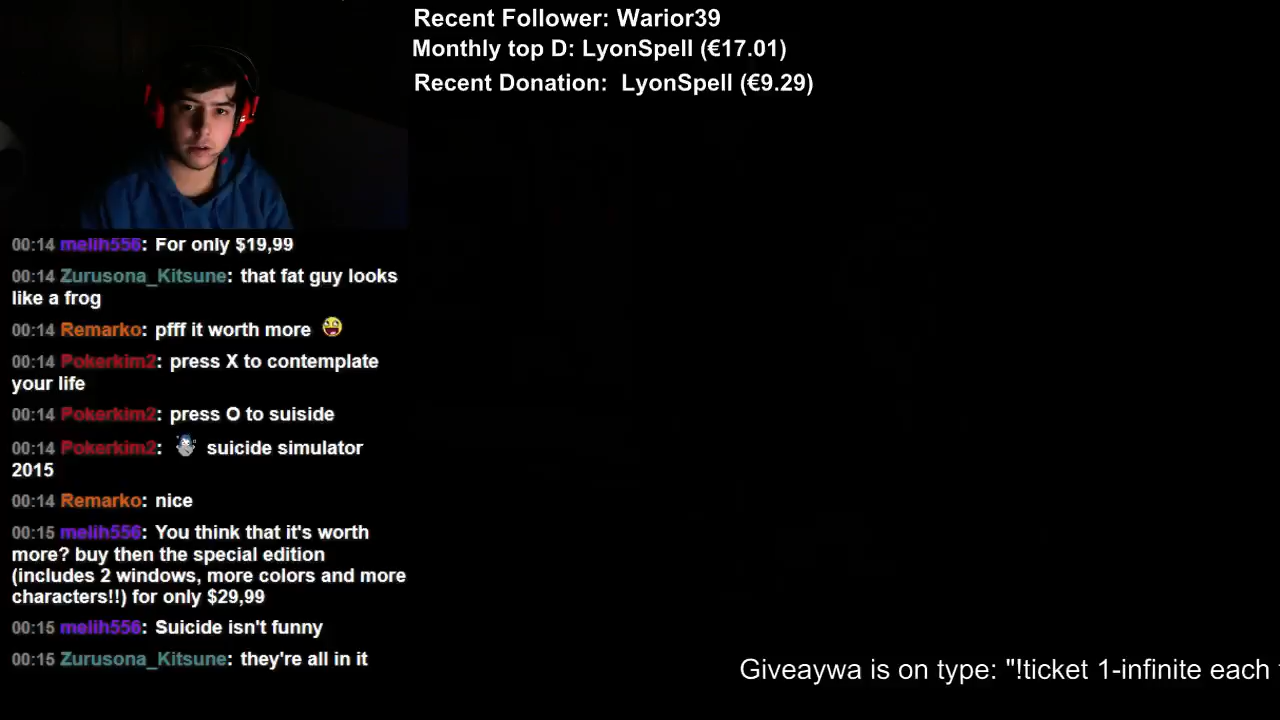 Recent Follower: Warior39
Monthly top D: LyonSpell (€17.01)
Recent Donation: LyonSpell (€9.29)
00:14 melih556: For only $19,99
00:14 Zurusona_Kitsune: that fat guy looks
like a frog
00:14 Remarko: pfff it worth more
00:14 Pokerkim2: press X to contemplate
your life
00:14 Pokerkim2: press O to suiside
00:14 Pokerkim2: suicide simulator
2015
00:14 Remarko: nice
00:15 melih556: You think that it's worth
more? buy then the special edition
(includes 2 windows, more colors and more
characters!!) for only $29,99
00:15 melih556: Suicide isn't funny
00:15 Zurusona_Kitsune: they're all in it
Giveaywa is on type: "!ticket 1-infinite each